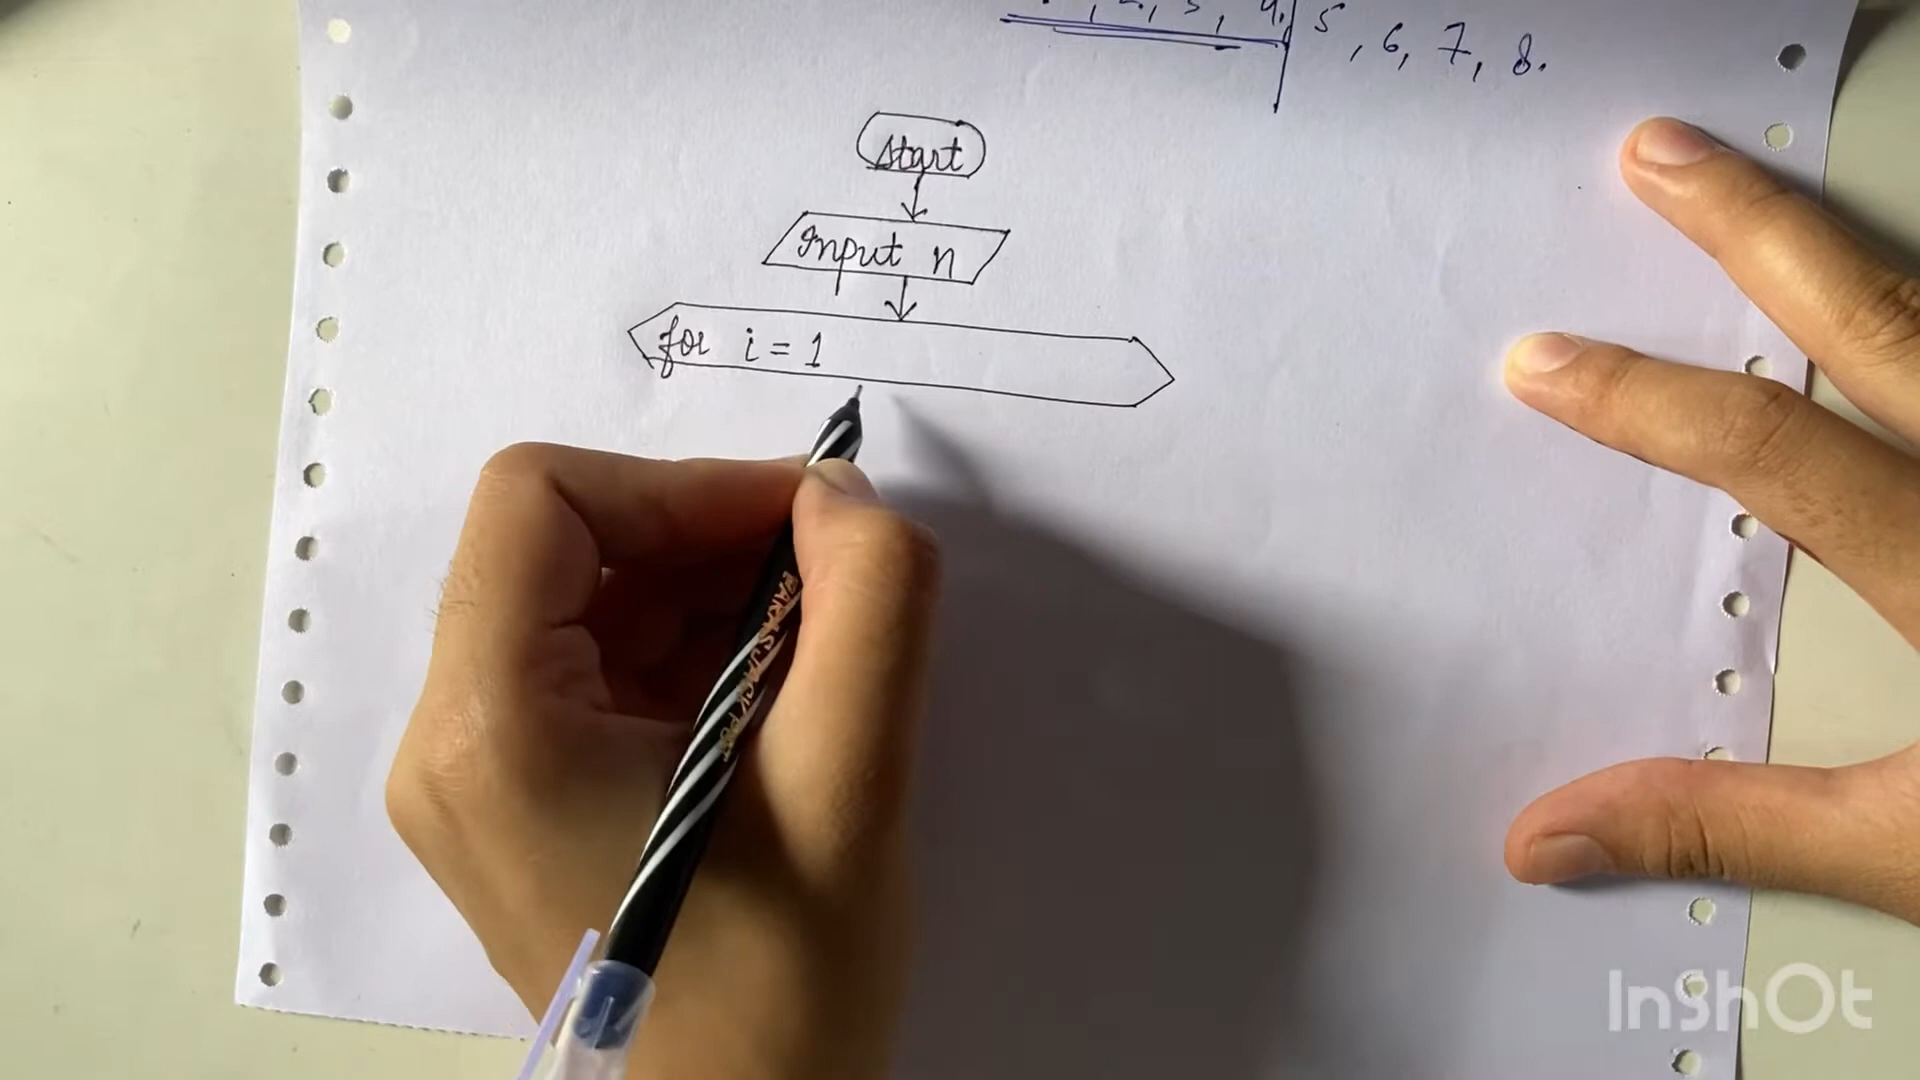 5, 6, 7, 8.
Start
Input n
for i = 1
InShOt